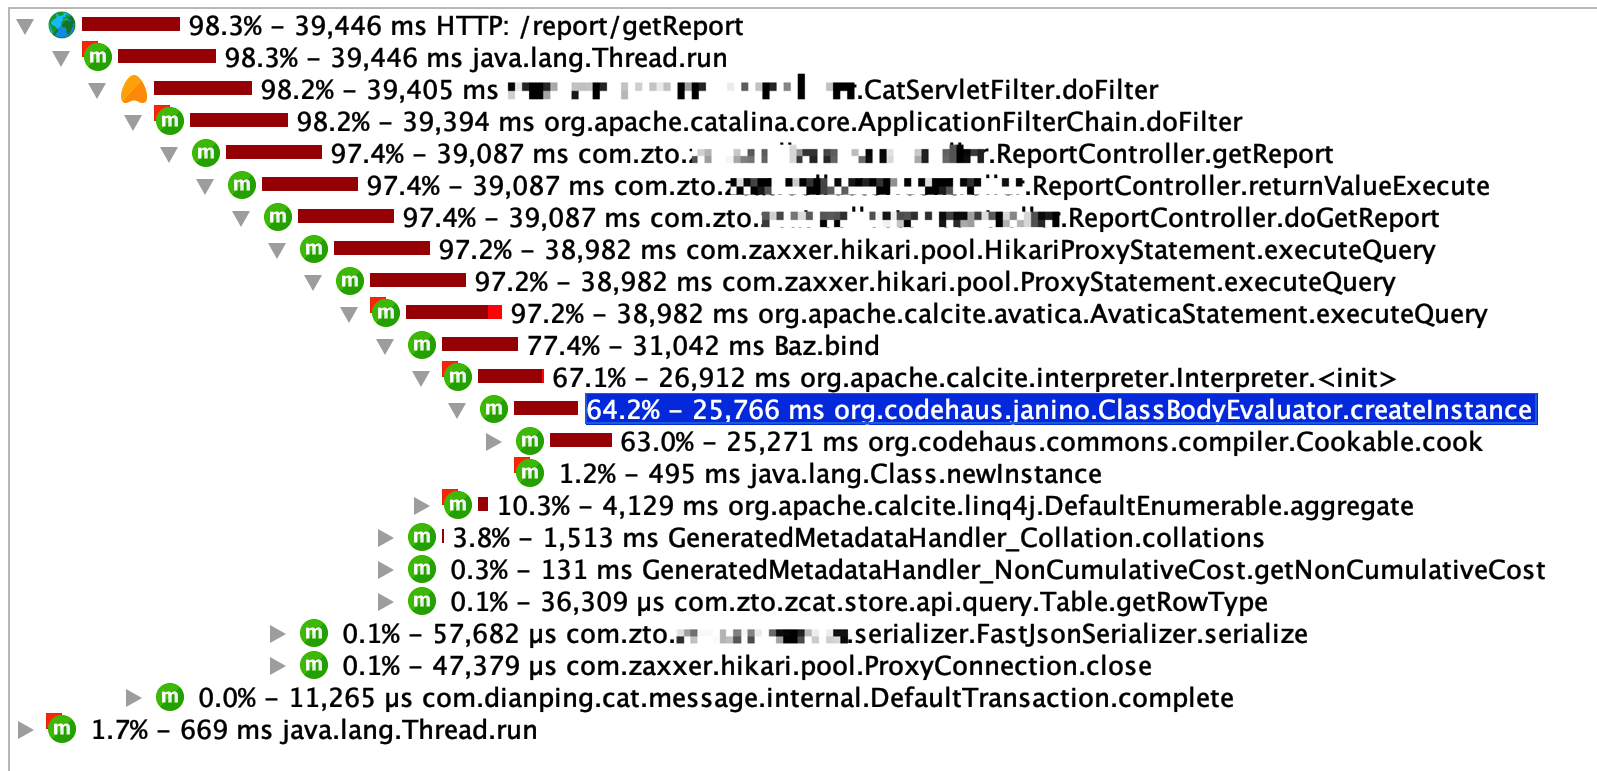 98.3% – 39,446 ms HTTP: /report/getReport
m 98.3% – 39,446 ms java.lang.Thread.run
98.2% – 39,405 ms .CatServletFilter.doFilter
m 98.2% – 39,394 ms org.apache.catalina.core.ApplicationFilterChain.doFilter
m 97.4% – 39,087 ms com.zto. .ReportController.getReport
m 97.4% – 39,087 ms com.zto. .ReportController.returnValueExecute
m 97.4% – 39,087 ms com.zto. .ReportController.doGetReport
m 97.2% – 38,982 ms com.zaxxer.hikari.pool.HikariProxyStatement.executeQuery
m 97.2% – 38,982 ms com.zaxxer.hikari.pool.ProxyStatement.executeQuery
m 97.2% – 38,982 ms org.apache.calcite.avatica.AvaticaStatement.executeQuery
m 77.4% – 31,042 ms Baz.bind
m 67.1% – 26,912 ms org.apache.calcite.interpreter.Interpreter.<init>
m 64.2% – 25,766 ms org.codehaus.janino.ClassBodyEvaluator.createInstance
m 63.0% – 25,271 ms org.codehaus.commons.compiler.Cookable.cook
m 1.2% – 495 ms java.lang.Class.newInstance
m 10.3% – 4,129 ms org.apache.calcite.linq4j.DefaultEnumerable.aggregate
m 3.8% – 1,513 ms GeneratedMetadataHandler_Collation.collations
m 0.3% – 131 ms GeneratedMetadataHandler_NonCumulativeCost.getNonCumulativeCost
m 0.1% – 36,309 µs com.zto.zcat.store.api.query.Table.getRowType
m 0.1% – 57,682 µs com.zto. .serializer.FastJsonSerializer.serialize
m 0.1% – 47,379 µs com.zaxxer.hikari.pool.ProxyConnection.close
m 0.0% – 11,265 µs com.dianping.cat.message.internal.DefaultTransaction.complete
m 1.7% – 669 ms java.lang.Thread.run